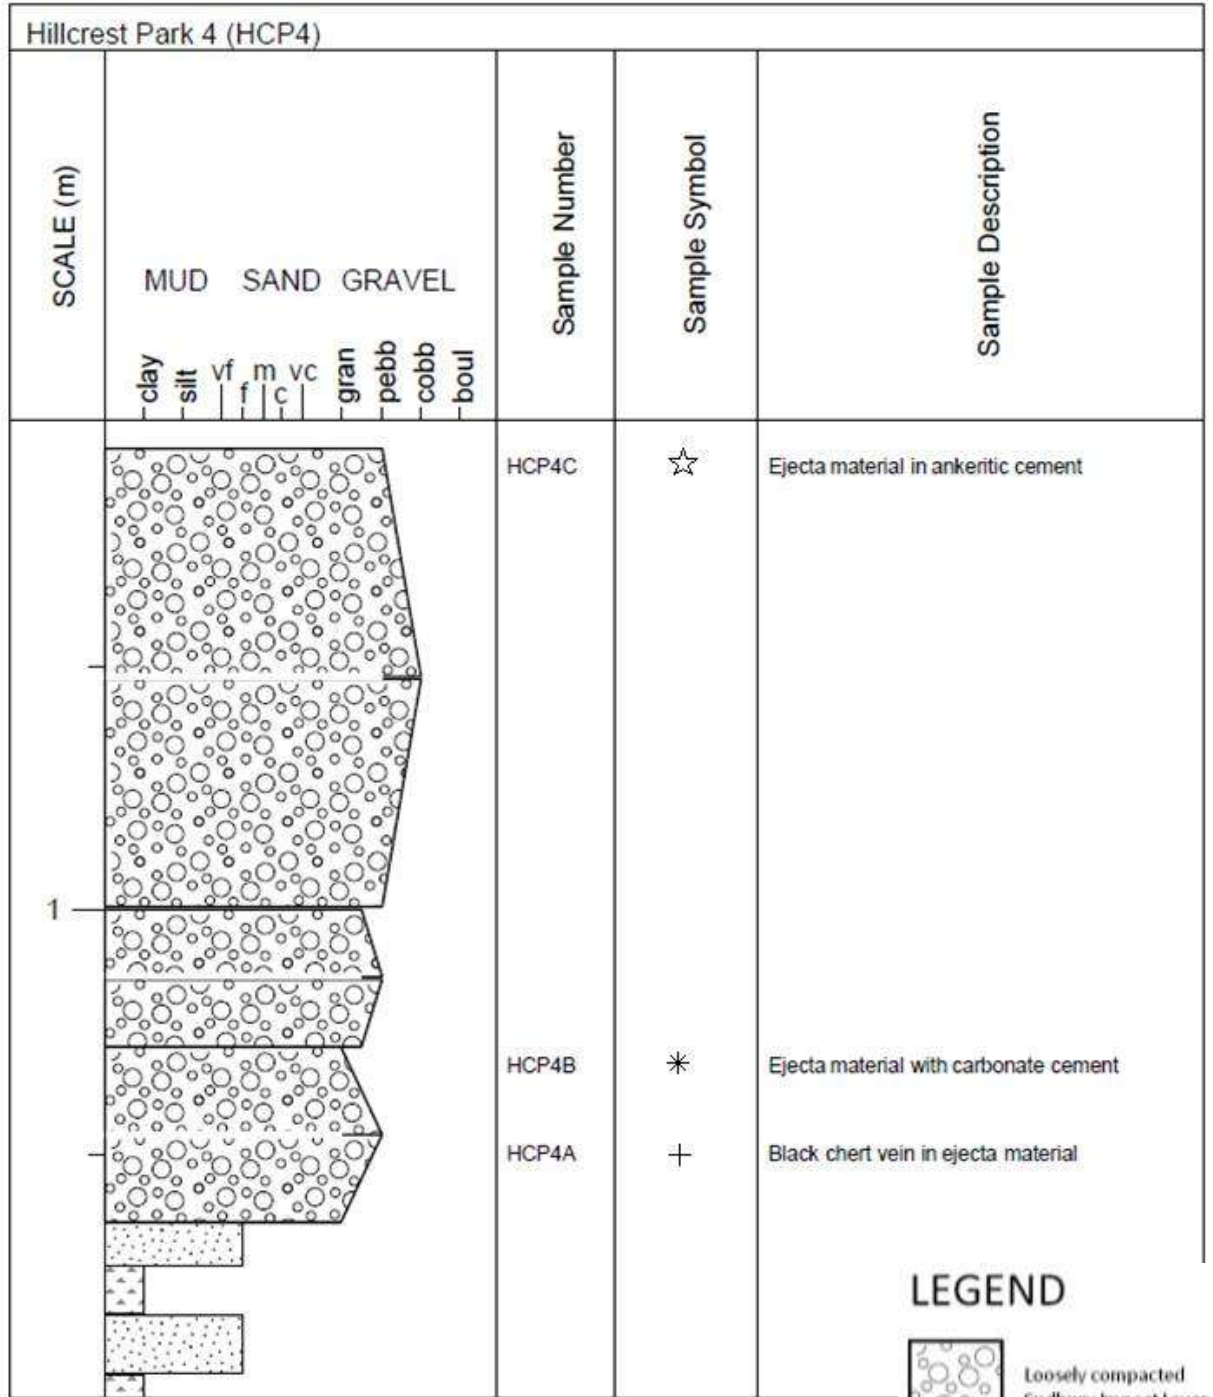 Hillcrest Park 4 (HCP4)
SCALE (m)
MUD SAND GRAVEL
clay silt vf f m c vc gran pebb cobb boul
Sample Number
Sample Symbol
Sample Description
HCP4C Ejecta material in ankeritic cement
1
HCP4B Ejecta material with carbonate cement
HCP4A Black chert vein in ejecta material
LEGEND
Loosely compacted